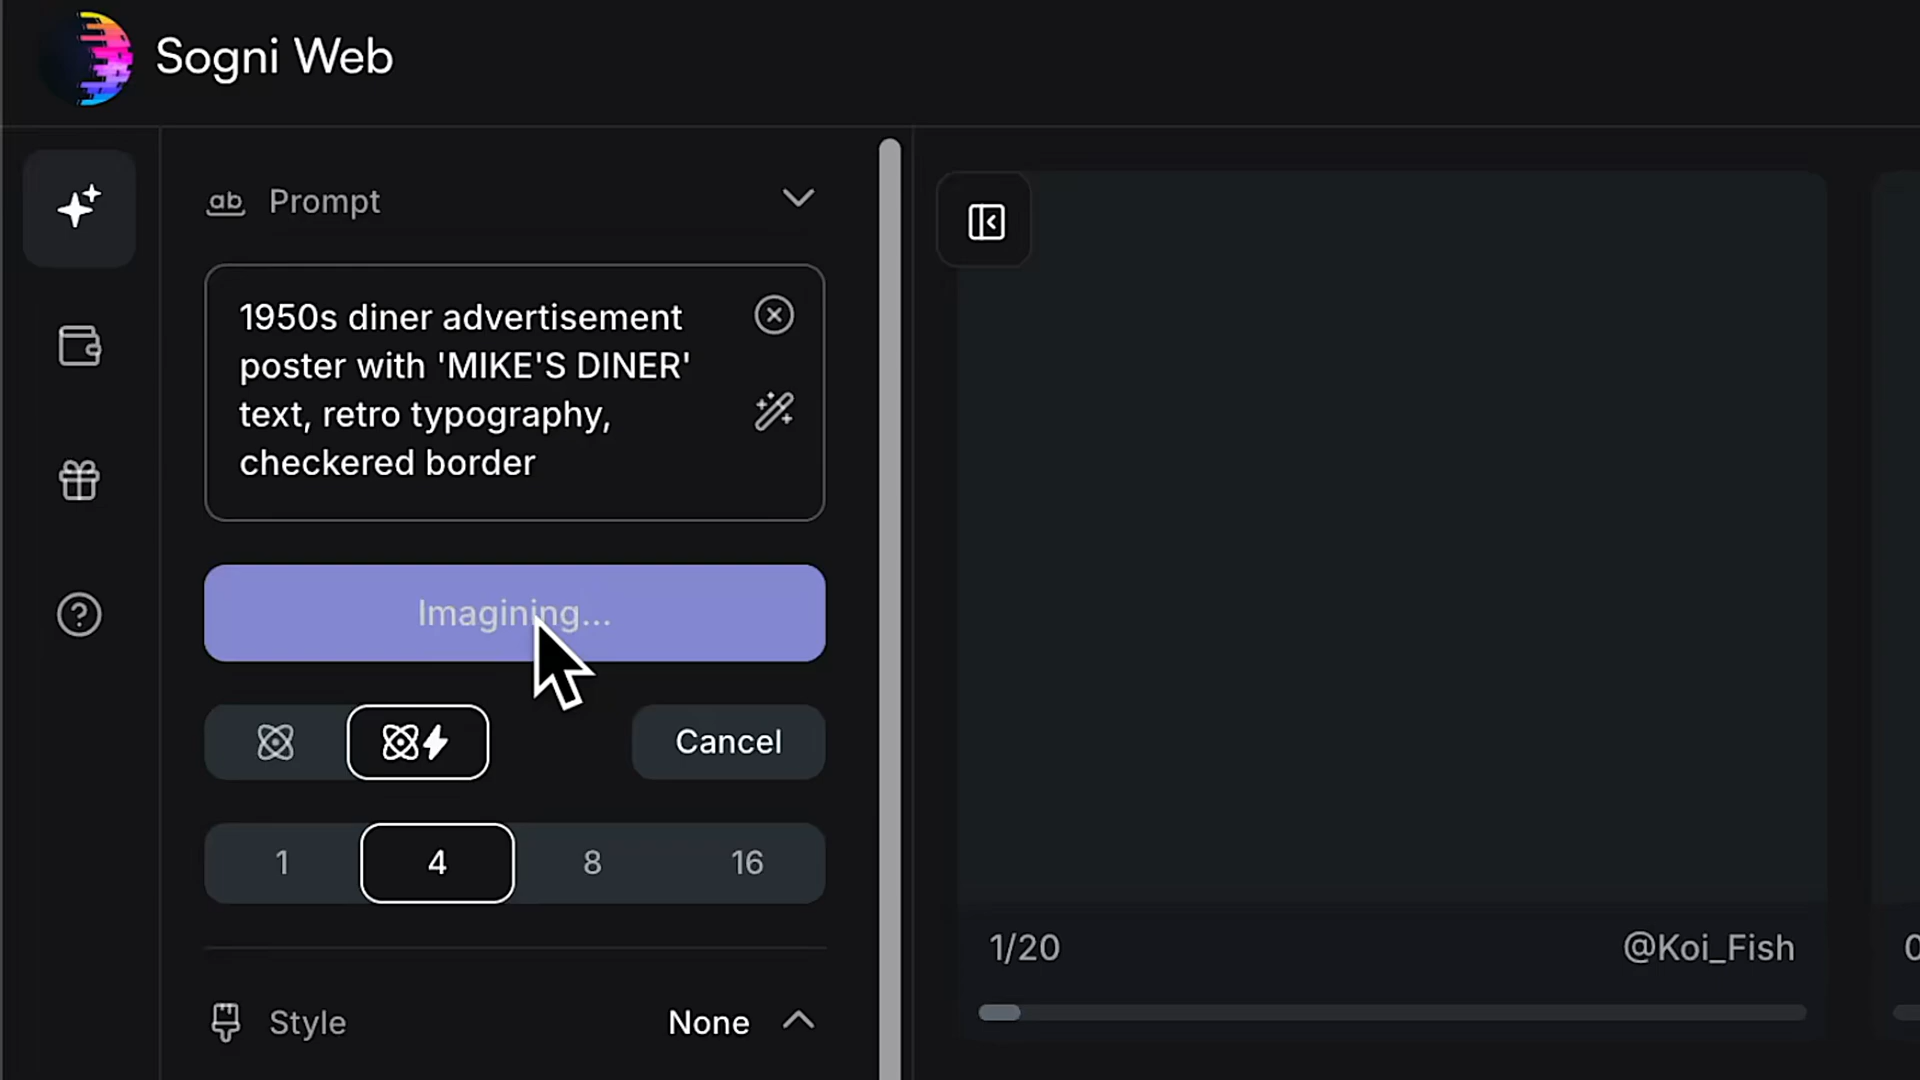 Sogni Web
ab Prompt
1950s diner advertisement
poster with 'MIKE'S DINER'
text, retro typography,
checkered border
Imagining...
Cancel
1 4 8 16
1/20 @Koi_Fish
Style None